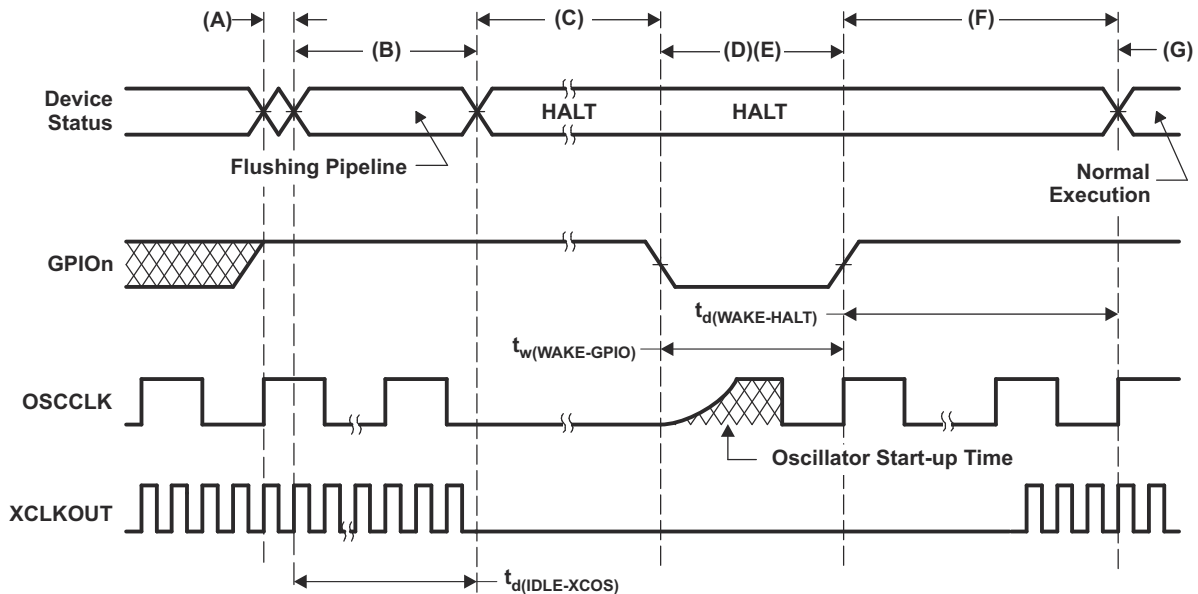 (A)
(C)
(F)
(B)
(D)(E)
(G)
Device
Status
HALT
HALT
Flushing Pipeline
Normal
Execution
GPIOn
td(WAKE-HALT)
tw(WAKE-GPIO)
OSCCLK
Oscillator Start-up Time
XCLKOUT
td(IDLE-XCOS)